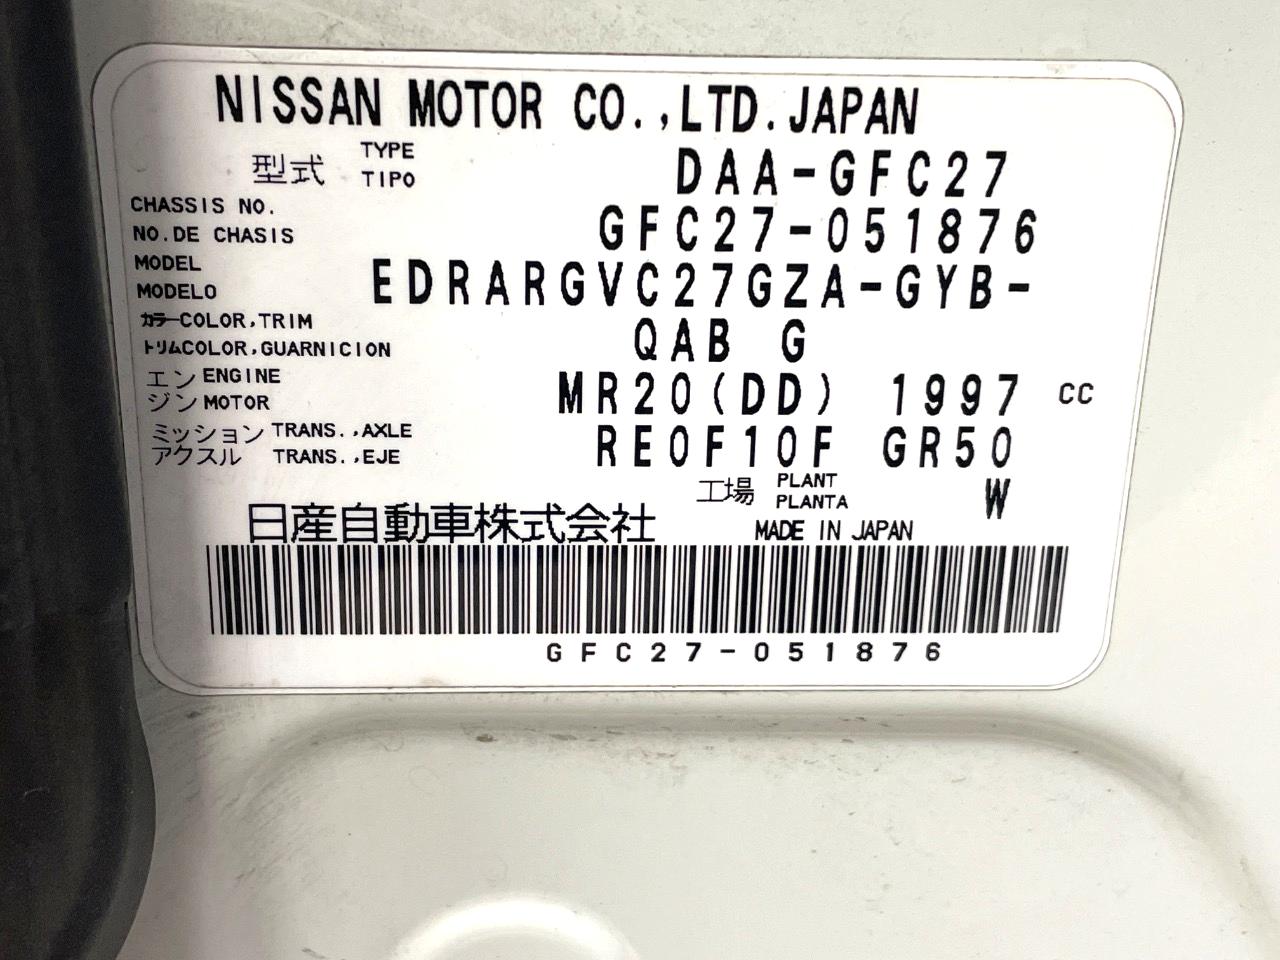 NISSAN MOTOR CO.,LTD.JAPAN
型式 TYPE TIPO DAA-GFC27
CHASSIS NO.
NO.DE CHASIS GFC27-051876
MODEL
MODELO EDRARGVC27GZA-GYB-
カラーCOLOR,TRIM
トリムCOLOR,GUARNICION QAB G
エンジン ENGINE MOTOR MR20(DD) 1997 CC
ミッション TRANS.,AXLE
アクスル TRANS.,EJE RE0F10F GR50
工場 PLANT PLANTA W
日産自動車株式会社 MADE IN JAPAN
GFC27-051876